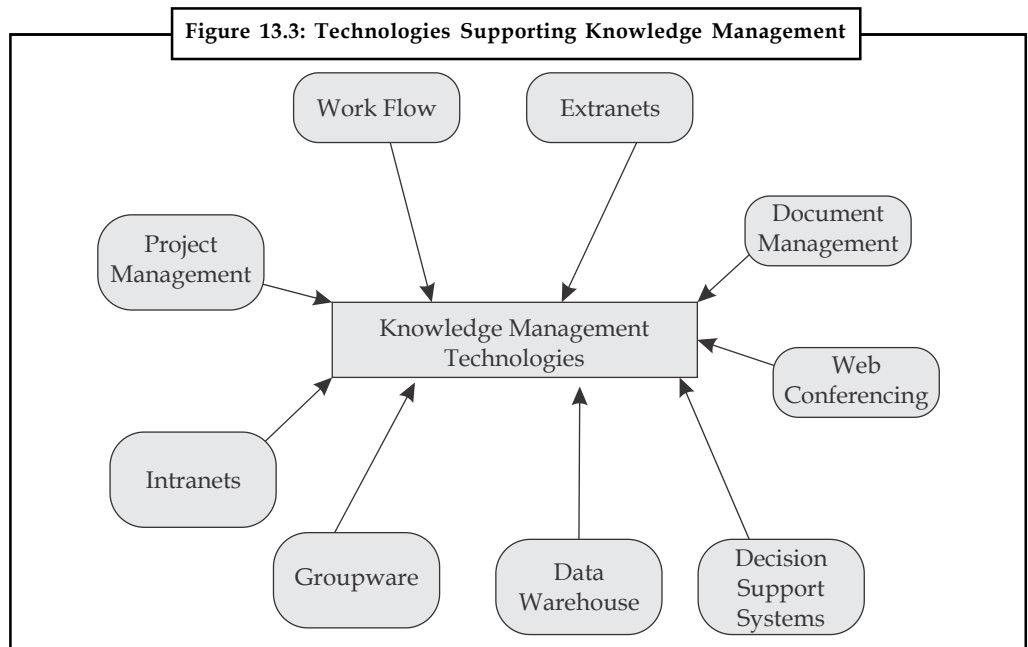 Figure 13.3: Technologies Supporting Knowledge Management
Work Flow
Extranets
Project
Management
Document
Management
Knowledge Management
Technologies
Web
Conferencing
Intranets
Groupware
Data
Warehouse
Decision
Support
Systems